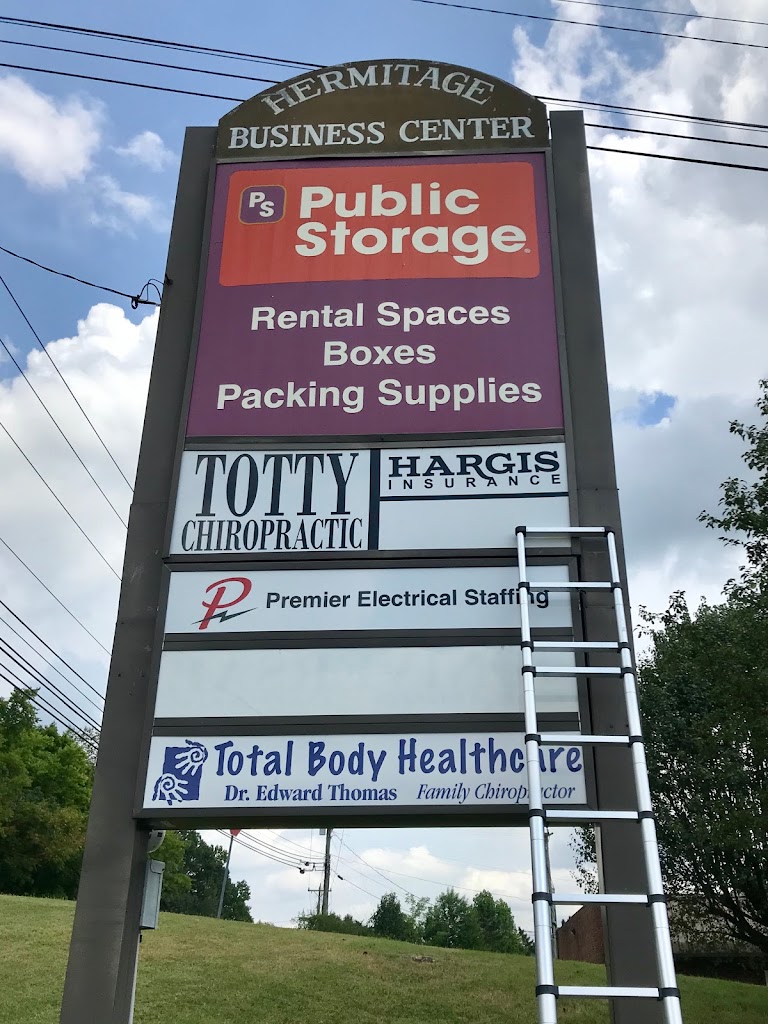 HERMITAGE
BUSINESS CENTER
PS Public
Storage®
Rental Spaces
Boxes
Packing Supplies
TOTTY
CHIROPRACTIC
HARGIS
INSURANCE
P Premier Electrical Staffing
Total Body Healthcare
Dr. Edward Thomas Family Chiropractor